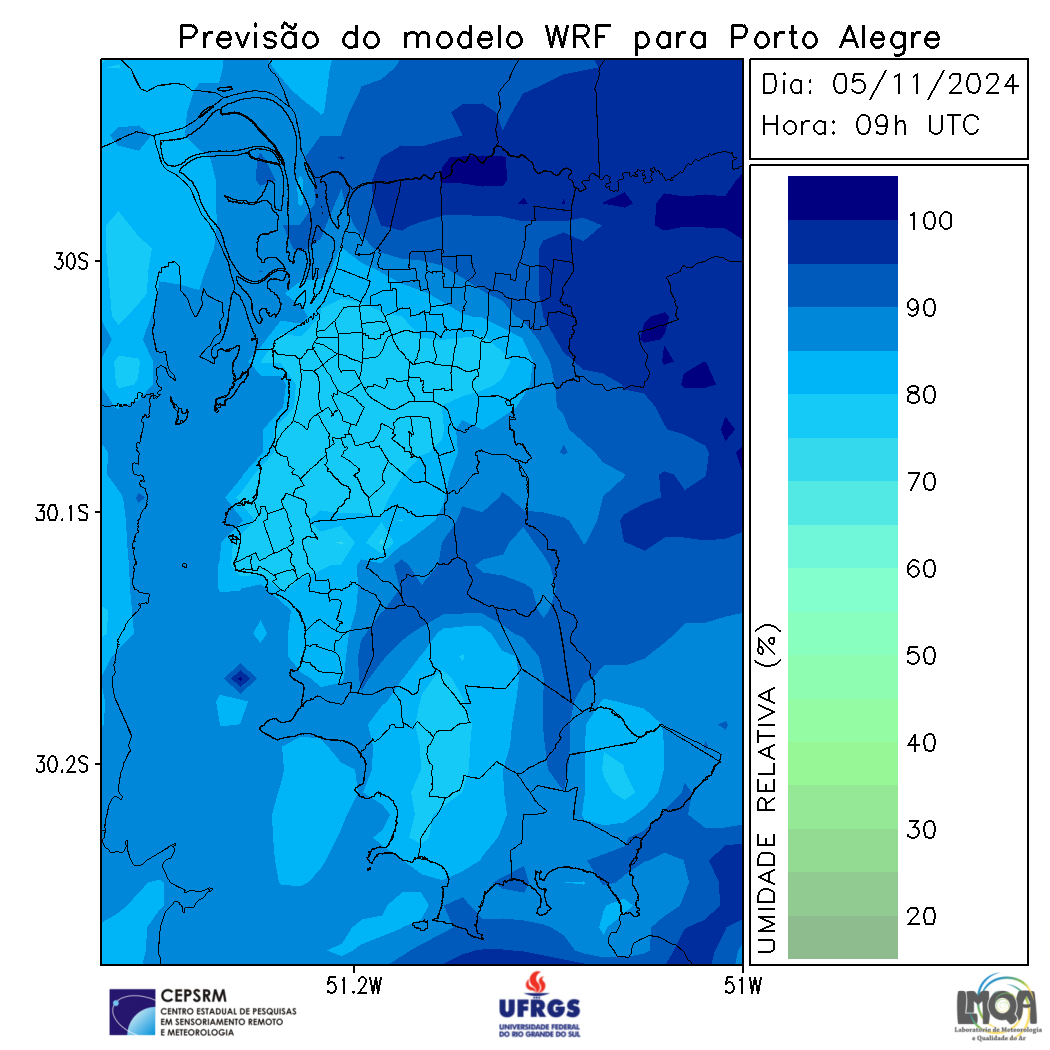 Previsão do modelo WRF para Porto Alegre
Dia: 05/11/2024
Hora: 09h UTC
30S
30.1S
30.2S
51.2W
51W
UMIDADE RELATIVA (%)
100
90
80
70
60
50
40
30
20
CEPSRM
CENTRO ESTADUAL DE PESQUISAS
EM SENSORIAMENTO REMOTO
E METEOROLOGIA
UFRGS
UNIVERSIDADE FEDERAL
DO RIO GRANDE DO SUL
LMQA
Laboratório de Meteorologia
e Qualidade do Ar